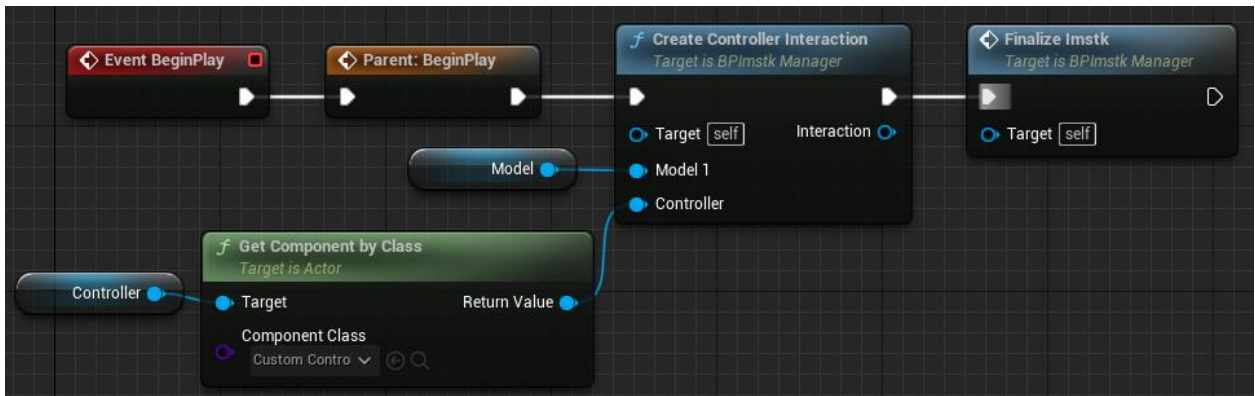 Event BeginPlay
Parent: BeginPlay
Create Controller Interaction
Target is BPImstk Manager
Target self
Interaction
Model 1
Controller
Finalize Imstk
Target is BPImstk Manager
Target self
Model
Get Component by Class
Target is Actor
Target
Return Value
Component Class
Custom Contro
Controller